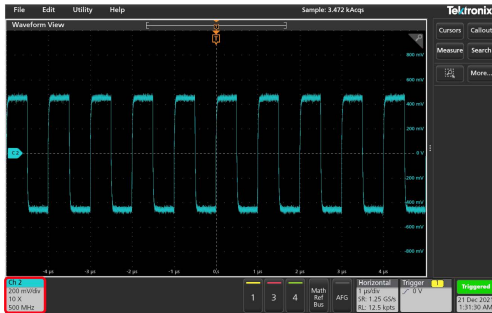 File Edit Utility Help Sample: 3.472 kAcqs Tektronix
Waveform View
Cursors Callout
Measure Search
More...
800 mV
600 mV
400 mV
200 mV
C2 0 V
-200 mV
-400 mV
-600 mV
-800 mV
-4 µs -3 µs -2 µs -1 µs 0 s 1 µs 2 µs 3 µs 4 µs
Ch 2
200 mV/div
10 X
500 MHz
1 3 4
Math
Ref
Bus
AFG
Horizontal
1 µs/div
SR: 1.25 GS/s
RL: 12.5 kpts
Trigger 1
0 V
Triggered
21 Dec 2021
1:31:30 AM